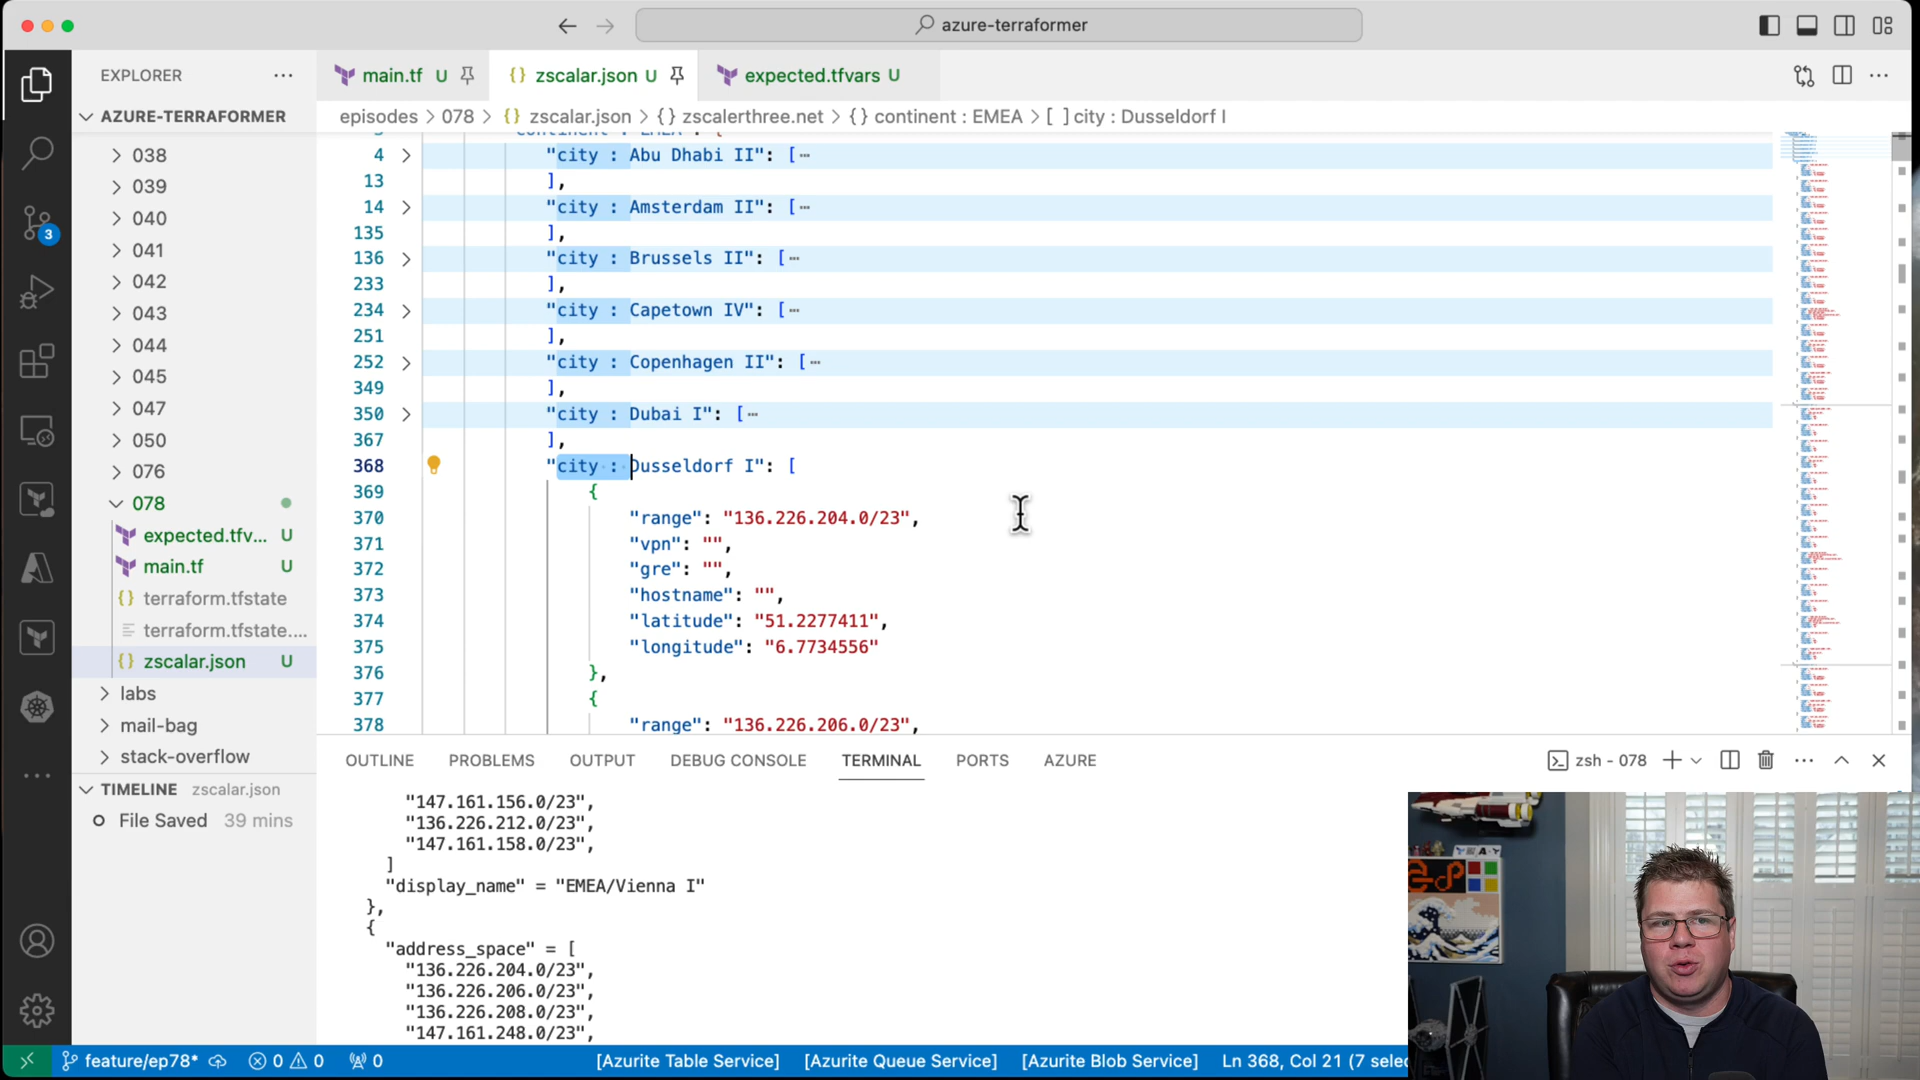 azure-terraformer
EXPLORER
main.tf U
zscalar.json U
expected.tfvars U
AZURE-TERRAFORMER
episodes > 078 > {} zscalar.json > {} zscalerthree.net > {} continent : EMEA > [ ] city : Dusseldorf I
038
039
040
041
042
043
044
045
047
050
076
078
expected.tfv... U
main.tf U
terraform.tfstate
terraform.tfstate....
zscalar.json U
labs
mail-bag
stack-overflow
TIMELINE zscalar.json
File Saved 39 mins
3
4 "city : Abu Dhabi II": [⋯
13 ],
14 "city : Amsterdam II": [⋯
135 ],
136 "city : Brussels II": [⋯
233 ],
234 "city : Capetown IV": [⋯
251 ],
252 "city : Copenhagen II": [⋯
349 ],
350 "city : Dubai I": [⋯
367 ],
368 "city : Dusseldorf I": [
369 {
370 "range": "136.226.204.0/23",
371 "vpn": "",
372 "gre": "",
373 "hostname": "",
374 "latitude": "51.2277411",
375 "longitude": "6.7734556"
376 },
377 {
378 "range": "136.226.206.0/23",
OUTLINE PROBLEMS OUTPUT DEBUG CONSOLE TERMINAL PORTS AZURE
zsh - 078
"147.161.156.0/23",
"136.226.212.0/23",
"147.161.158.0/23",
]
"display_name" = "EMEA/Vienna I"
},
{
"address_space" = [
"136.226.204.0/23",
"136.226.206.0/23",
"136.226.208.0/23",
"147.161.248.0/23",
feature/ep78* 0 0 0 [Azurite Table Service] [Azurite Queue Service] [Azurite Blob Service] Ln 368, Col 21 (7 selec